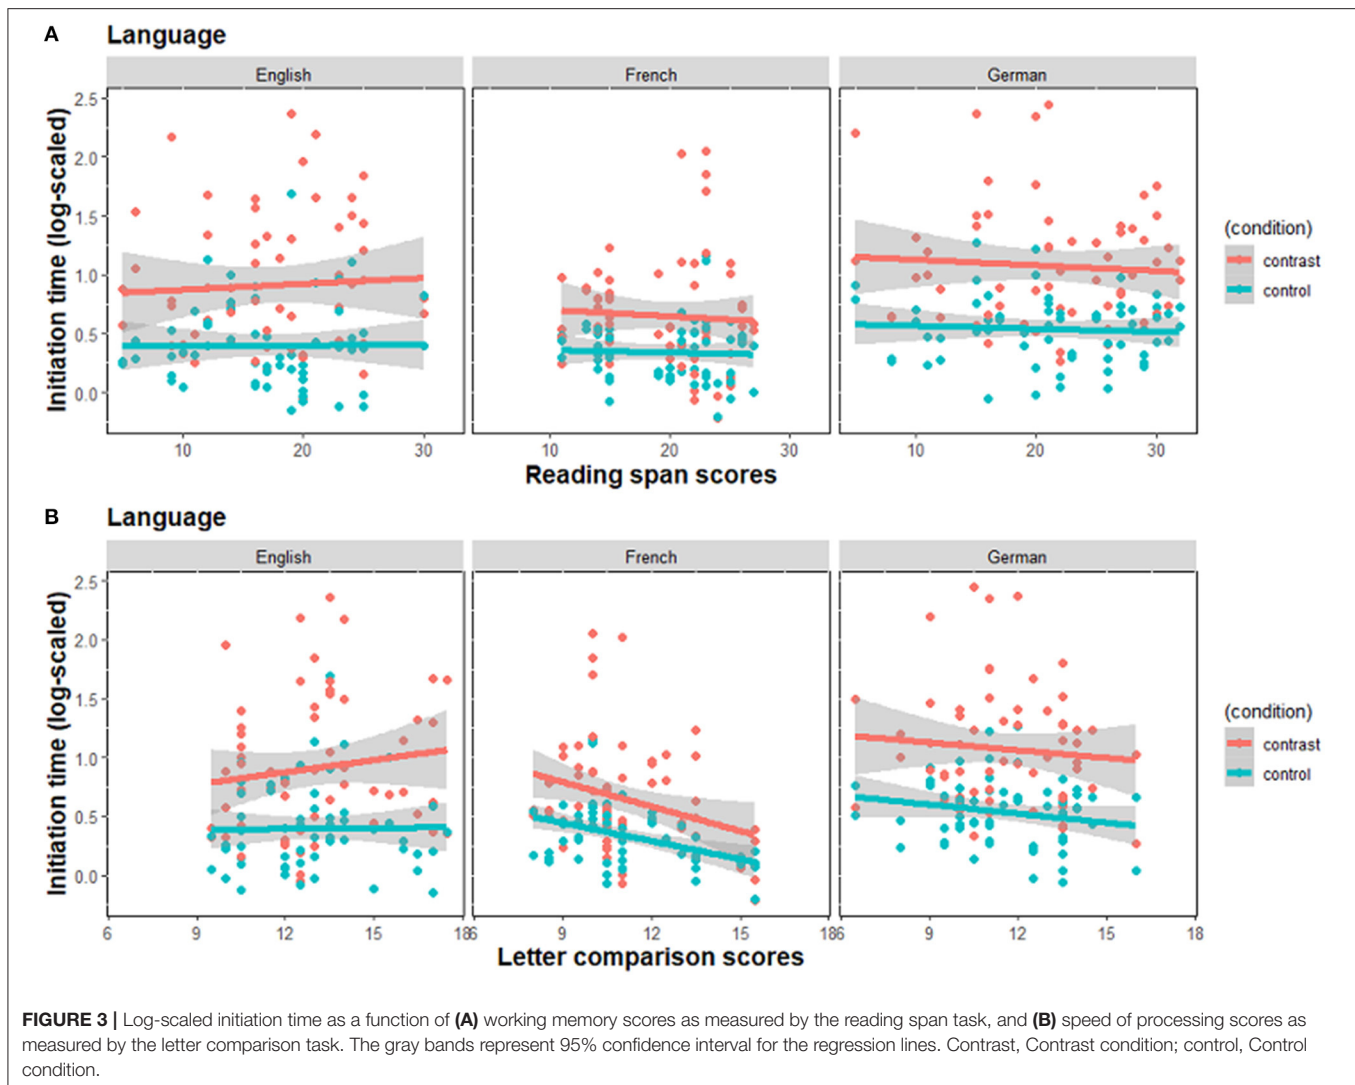 A Language
English French German
2.5
2.0
1.5
1.0
0.5
0.0
Initiation time (log-scaled)
10 20 30 10 20 30 10 20 30
Reading span scores
(condition)
contrast
control
B Language
English French German
2.5
2.0
1.5
1.0
0.5
0.0
Initiation time (log-scaled)
6 9 12 15 18 6 9 12 15 18 6 9 12 15 18
Letter comparison scores
(condition)
contrast
control
FIGURE 3 | Log-scaled initiation time as a function of (A) working memory scores as measured by the reading span task, and (B) speed of processing scores as
measured by the letter comparison task. The gray bands represent 95% confidence interval for the regression lines. Contrast, Contrast condition; control, Control
condition.